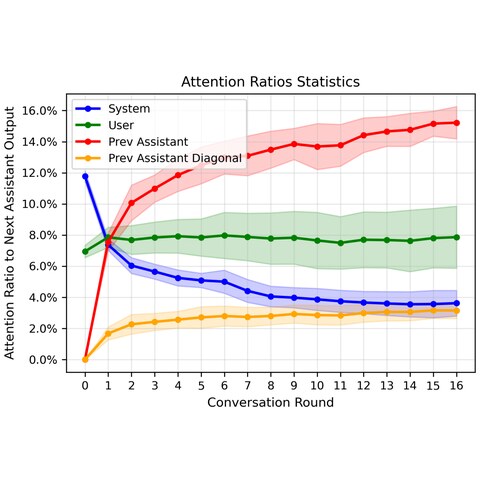 Attention Ratios Statistics
Attention Ratio to Next Assistant Output
16.0%
14.0%
12.0%
10.0%
8.0%
6.0%
4.0%
2.0%
0.0%
System
User
Prev Assistant
Prev Assistant Diagonal
0 1 2 3 4 5 6 7 8 9 10 11 12 13 14 15 16
Conversation Round